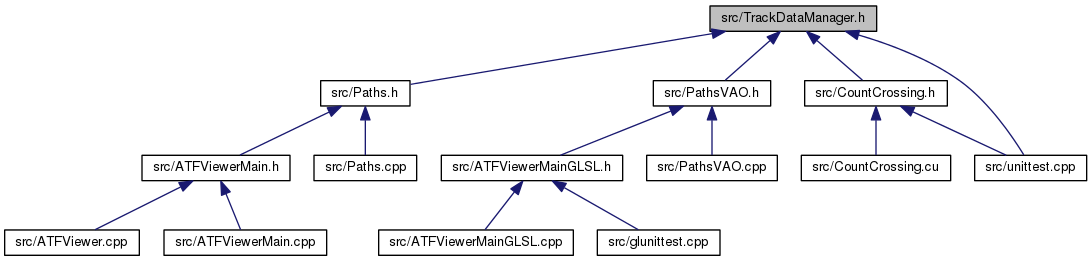 src/TrackDataManager.h
src/Paths.h
src/PathsVAO.h
src/CountCrossing.h
src/ATFViewerMain.h
src/Paths.cpp
src/ATFViewerMainGLSL.h
src/PathsVAO.cpp
src/CountCrossing.cu
src/unittest.cpp
src/ATFViewer.cpp
src/ATFViewerMain.cpp
src/ATFViewerMainGLSL.cpp
src/glunittest.cpp